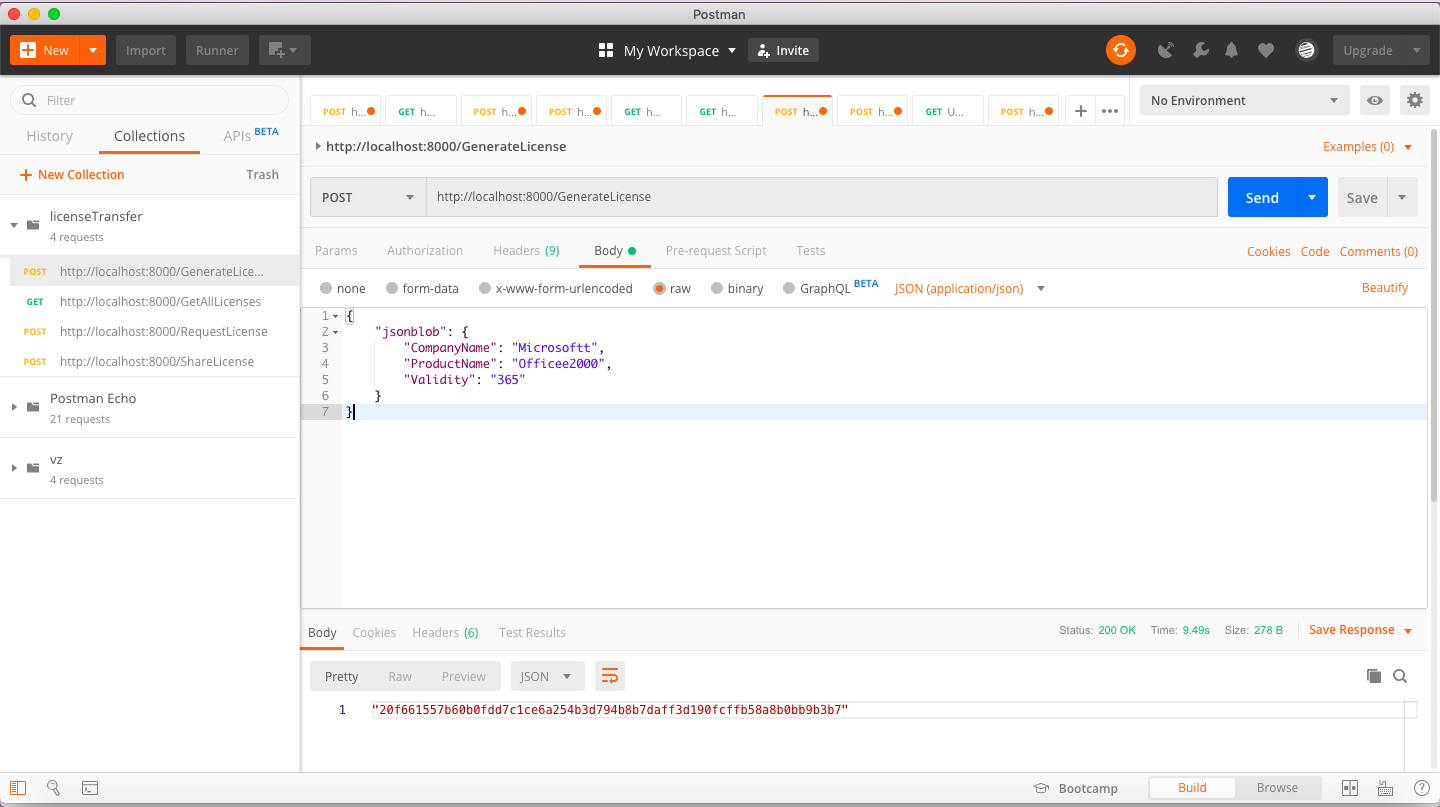 Postman
New Import Runner My Workspace Invite Upgrade
Filter
History Collections APIs BETA
New Collection Trash
licenseTransfer
4 requests
POST http://localhost:8000/GenerateLice...
GET http://localhost:8000/GetAllLicenses
POST http://localhost:8000/RequestLicense
POST http://localhost:8000/ShareLicense
Postman Echo
21 requests
vz
4 requests
POST h... GET h... POST h... POST h... GET h... GET h... POST h... POST h... GET U... POST h... No Environment
http://localhost:8000/GenerateLicense Examples (0)
POST http://localhost:8000/GenerateLicense Send Save
Params Authorization Headers (9) Body Pre-request Script Tests Cookies Code Comments (0)
none form-data x-www-form-urlencoded raw binary GraphQL BETA JSON (application/json) Beautify
1 {
2 "jsonblob": {
3 "CompanyName": "Microsoftt",
4 "ProductName": "Officee2000",
5 "Validity": "365"
6 }
7 }
Body Cookies Headers (6) Test Results Status: 200 OK Time: 9.49s Size: 278 B Save Response
Pretty Raw Preview JSON
1 "20f661557b60b0fdd7c1ce6a254b3d794b8b7daff3d190fcffb58a8b0bb9b3b7"
Bootcamp Build Browse